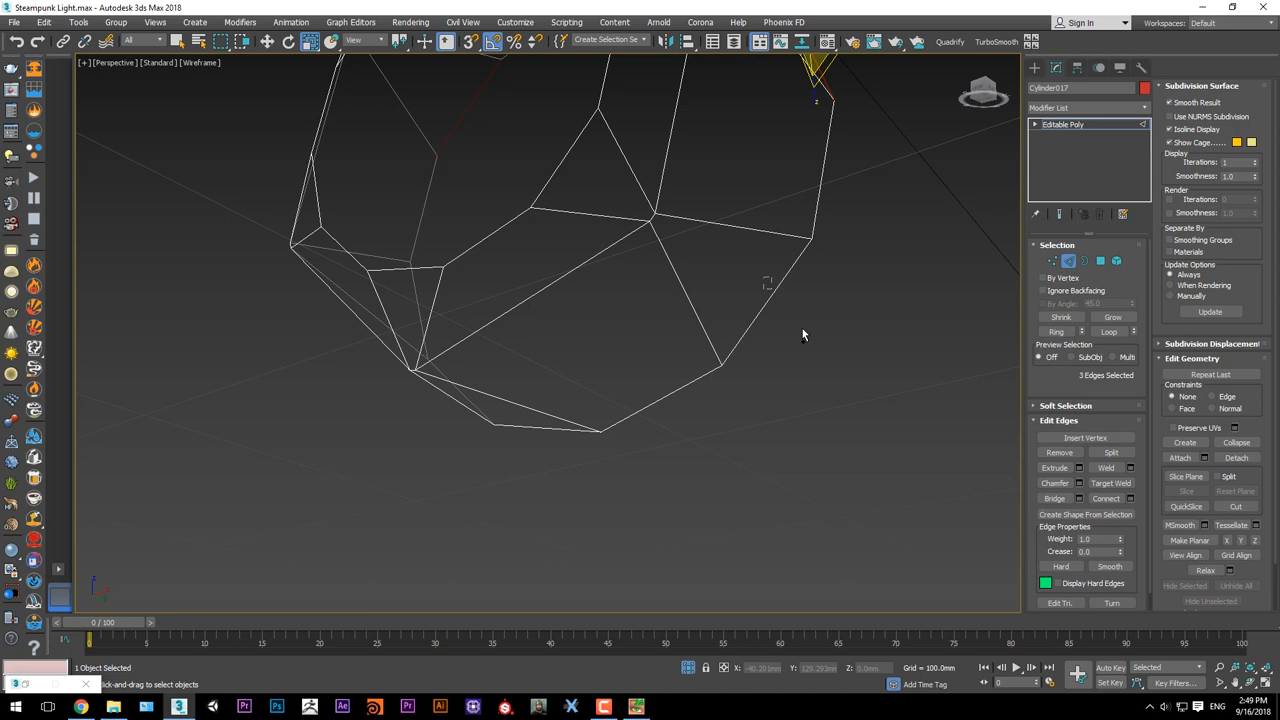 Steampunk Light.max - Autodesk 3ds Max 2018
File Edit Tools Group Views Create Modifiers Animation Graph Editors Rendering Civil View Customize Scripting Content Arnold Corona Help Phoenix FD
Sign In Workspaces: Default
All View Create Selection Se Quadrify TurboSmooth
[+] [Perspective] [Standard] [Wireframe]
z
Cylinder017
Modifier List
Editable Poly
Selection
By Vertex
Ignore Backfacing
By Angle: 45.0
Shrink Grow
Ring Loop
Preview Selection
Off SubObj Multi
3 Edges Selected
Soft Selection
Edit Edges
Insert Vertex
Remove Split
Extrude Weld
Chamfer Target Weld
Bridge Connect
Create Shape From Selection
Edge Properties
Weight: 1.0
Crease: 0.0
Hard Smooth
Display Hard Edges
Edit Tri. Turn
Subdivision Surface
Smooth Result
Use NURMS Subdivision
Isoline Display
Show Cage......
Display
Iterations: 1
Smoothness: 1.0
Render
Iterations: 0
Smoothness: 1.0
Separate By
Smoothing Groups
Materials
Update Options
Always
When Rendering
Manually
Update
Subdivision Displacement
Edit Geometry
Repeat Last
Constraints
None Edge
Face Normal
Preserve UVs
Create Collapse
Attach Detach
Slice Plane Split
Slice Reset Plane
QuickSlice Cut
MSmooth Tessellate
Make Planar X Y Z
View Align Grid Align
Relax
Hide Selected Unhide All
Hide Unselected
0 / 100
0 5 10 15 20 25 30 35 40 45 50 55 60 65 70 75 80 85 90 95 100
1 Object Selected X: -40.201mm Y: 129.293mm Z: 0.0mm Grid = 100.0mm Auto Key Selected
click-and-drag to select objects Add Time Tag 0 Set Key Key Filters...
ENG 2:49 PM
9/16/2018